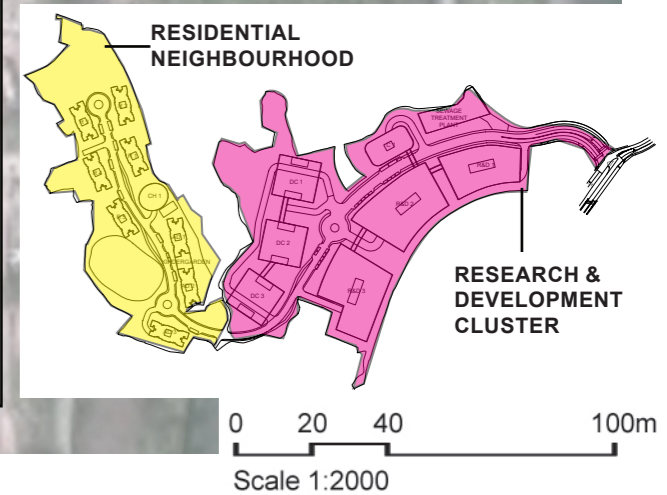 RESIDENTIAL
NEIGHBOURHOOD
SEWAGE
TREATMENT
PLANT
R&D 1
DC 1
R&D 2
CH 1
DC 2
KINDERGARDEN
DC 3
R&D 3
RESEARCH &
DEVELOPMENT
CLUSTER
0 20 40 100m
Scale 1:2000